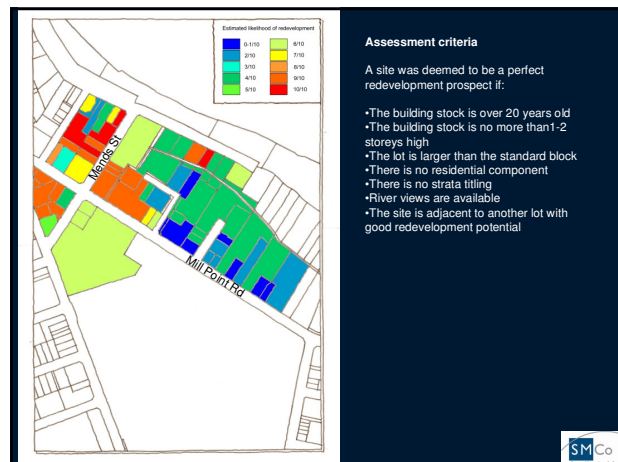 Estimated likelihood of redevelopment
0-1/10
2/10
3/10
4/10
5/10
6/10
7/10
8/10
9/10
10/10
Mends St
Mill Point Rd
Assessment criteria
A site was deemed to be a perfect
redevelopment prospect if:
•The building stock is over 20 years old
•The building stock is no more than1-2
storeys high
•The lot is larger than the standard block
•There is no residential component
•There is no strata titling
•River views are available
•The site is adjacent to another lot with
good redevelopment potential
SMCo